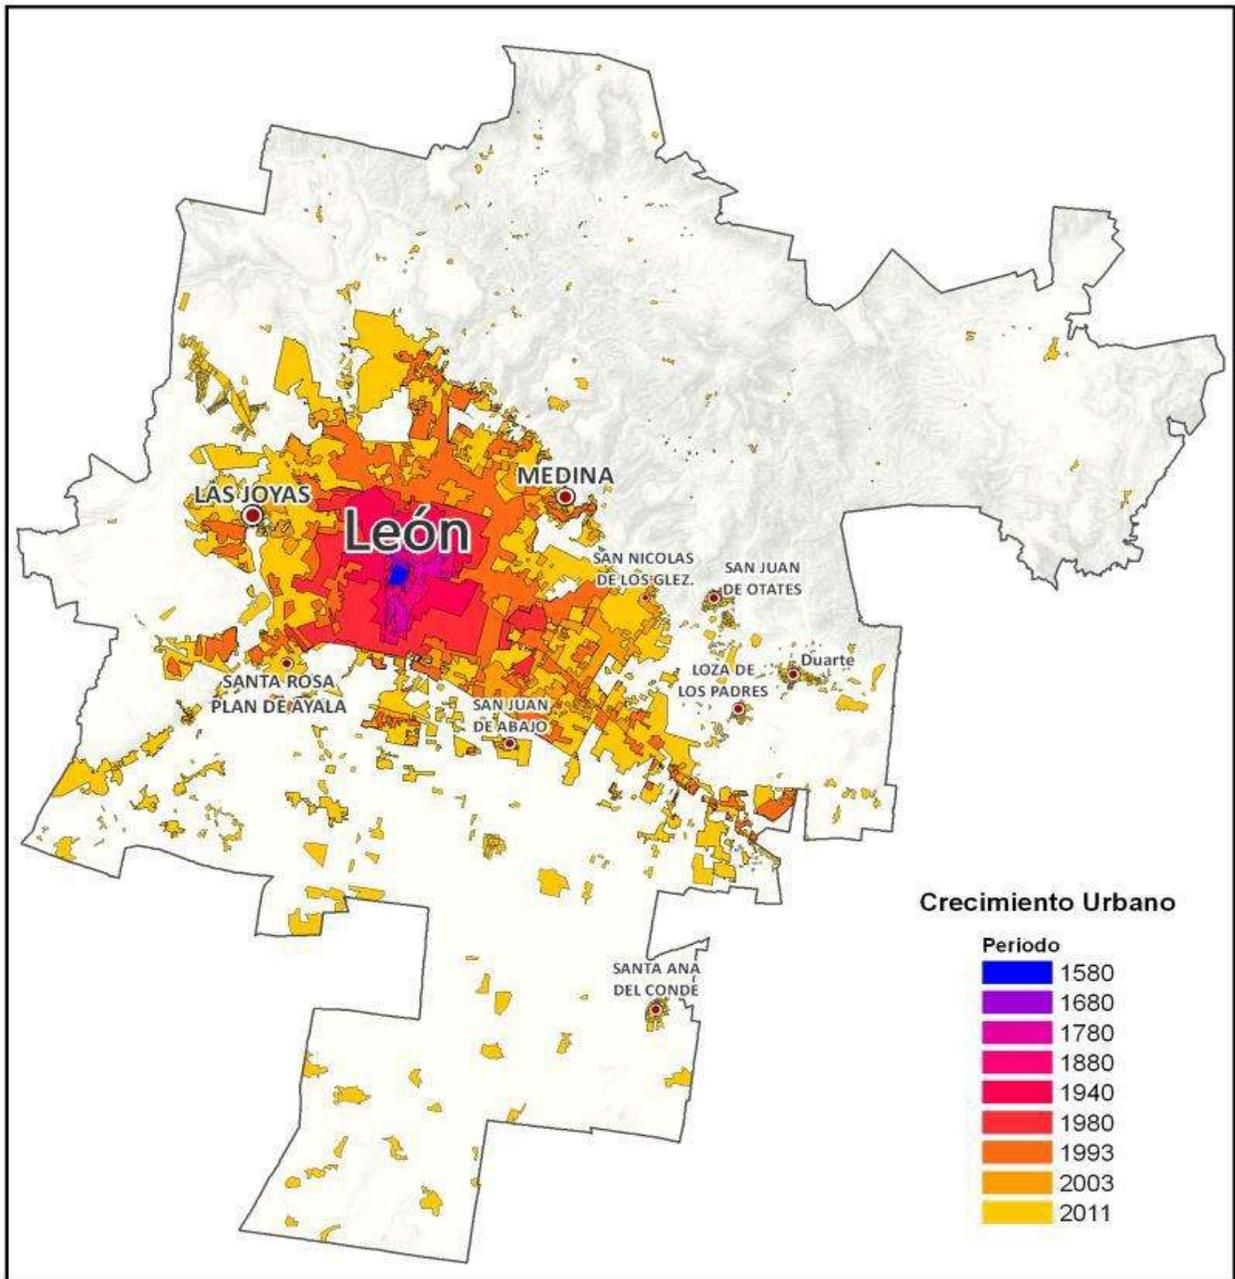 MEDINA
LAS JOYAS
León
SAN NICOLAS
DE LOS GLEZ.
SAN JUAN
DE OTATES
Duarte
LOZA DE
LOS PADRES
SANTA ROSA
PLAN DE AYALA
SAN JUAN
DE ABAJO
SANTA ANA
DEL CONDE
Crecimiento Urbano
Periodo
1580
1680
1780
1880
1940
1980
1993
2003
2011